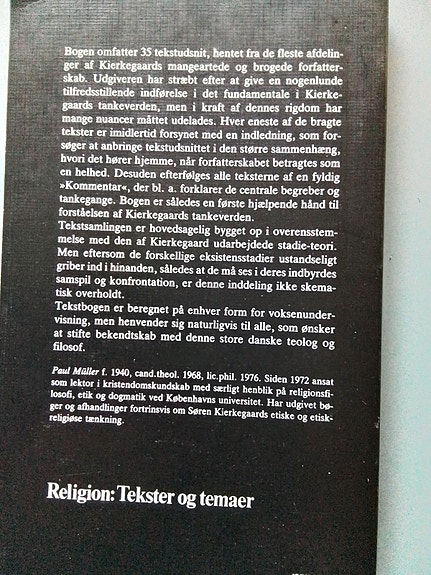 Bogen omfatter 35 tekstudsnit, hentet fra de fleste afdelin-
ger af Kierkegaards mangeartede og brogede forfatter-
skab. Udgiveren har stræbt efter at give en nogenlunde
tilfredsstillende indførelse i det fundamentale i Kirke-
gaards tankeverden, men i kraft af dennes rigdom har
mange nuancer måttet udelades. Hver eneste af de bragte
tekster er imidlertid forsynet med en indledning, som for-
søger at anbringe tekstudsnittet i den større sammenhæng,
hvori det hører hjemme, når forfatterskabet betragtes som
en helhed. Desuden efterfølges alle teksterne af en fyldig
»Kommentar«, der bl. a. forklarer de centrale begreber og
tankegange. Bogen er således en første hjælpende hånd til
forståelsen af Kierkegaards tankeverden.
Tekstsamlingen er hovedsagelig bygget op i overensstem-
melse med den af Kierkegaard udarbejdede stadie-teori.
Men eftersom de forskellige eksistensstadier ustandseligt
griber ind i hinanden, således at de må ses i deres indbyrdes
samspil og konfrontation, er denne inddeling ikke skema-
tisk overholdt.
Tekstbogen er beregnet på enhver form for voksenunder-
visning, men henvender sig naturligvis til alle, som ønsker
at stifte bekendtskab med denne store danske teolog og
filosof.
Paul Müller f. 1940, cand.theol. 1968, lic.phil. 1976. Siden 1972 ansat
som lektor i kristendomskundskab med særligt henblik på religionsfi-
losofi, etik og dogmatik ved Københavns universitet. Har udgivet bø-
ger og afhandlinger fortrinsvis om Søren Kierkegaards etiske og etisk-
religiøse tænkning.
Religion: Tekster og temaer